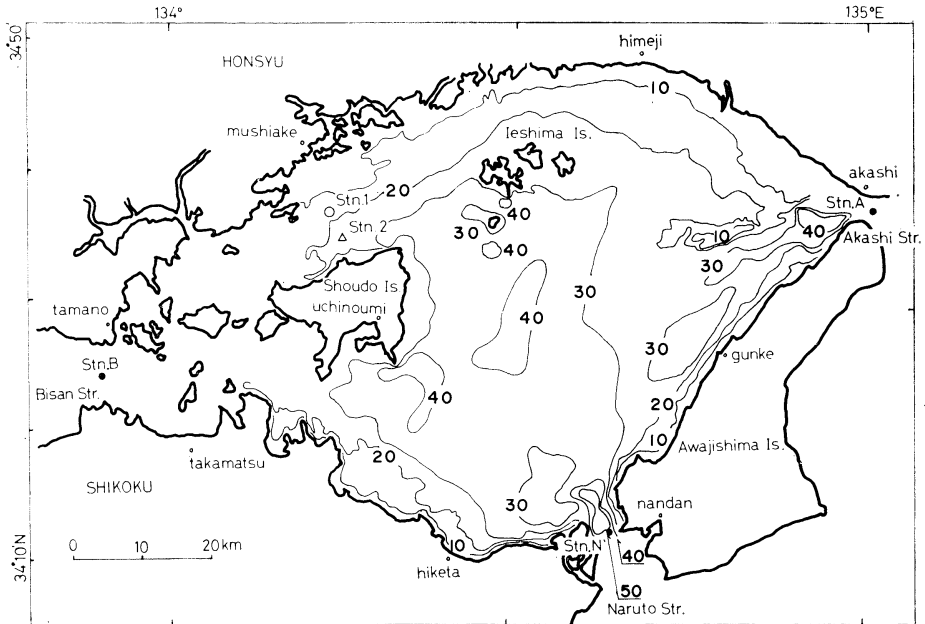 134°
135°E
34°50'
HONSYU
himeji
10
mushiake
Ieshima Is.
akashi
20
Stn.1
Stn.A
40
Stn. 2
30
40
10
40
Akashi Str.
30
Shoudo Is.
uchinoumi
30
tamano
40
30
gunke
Stn.B
Bisan Str.
40
20
10
Awajishima Is.
takamatsu
20
SHIKOKU
30
nandan
0 10 20 km
10
Stn.N
40
34°10'N
hiketa
50
Naruto Str.